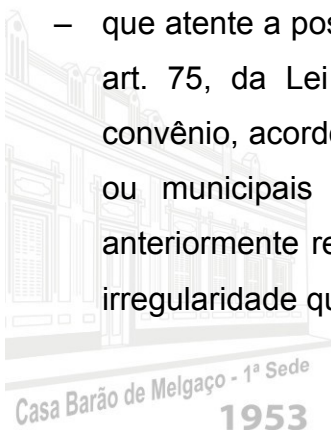 – que atente a pos
art. 75, da Lei
convênio, acord
ou municipais
anteriormente re
irregularidade qu
Casa Barão de Melgaço - 1ª Sede
1953